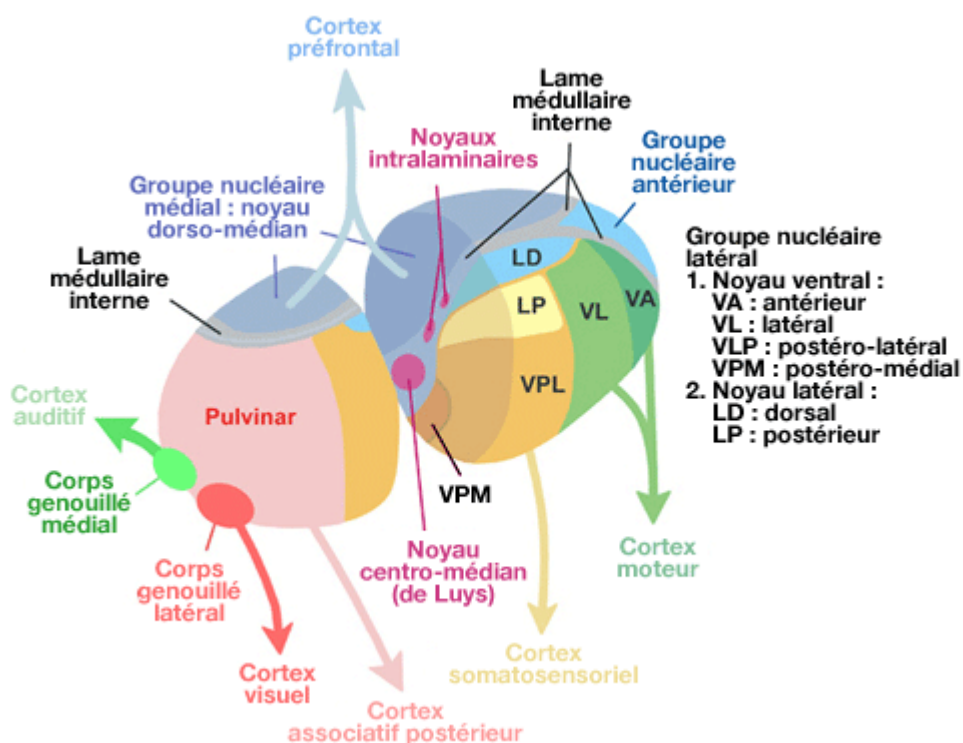 Cortex
préfrontal
Lame
médullaire
interne
Noyaux
intralaminaires
Groupe
nucléaire
antérieur
Groupe nucléaire
médial : noyau
dorso-médian
Lame
médullaire
interne
LD
LP
VL
VA
VPL
Groupe nucléaire
latéral
1. Noyau ventral :
VA : antérieur
VL : latéral
VLP : postéro-latéral
VPM : postéro-médial
2. Noyau latéral :
LD : dorsal
LP : postérieur
Cortex
auditif
Pulvinar
Corps
genouillé
médial
VPM
Corps
genouillé
latéral
Noyau
centro-médian
(de Luys)
Cortex
moteur
Cortex
visuel
Cortex
somatosensoriel
Cortex
associatif postérieur